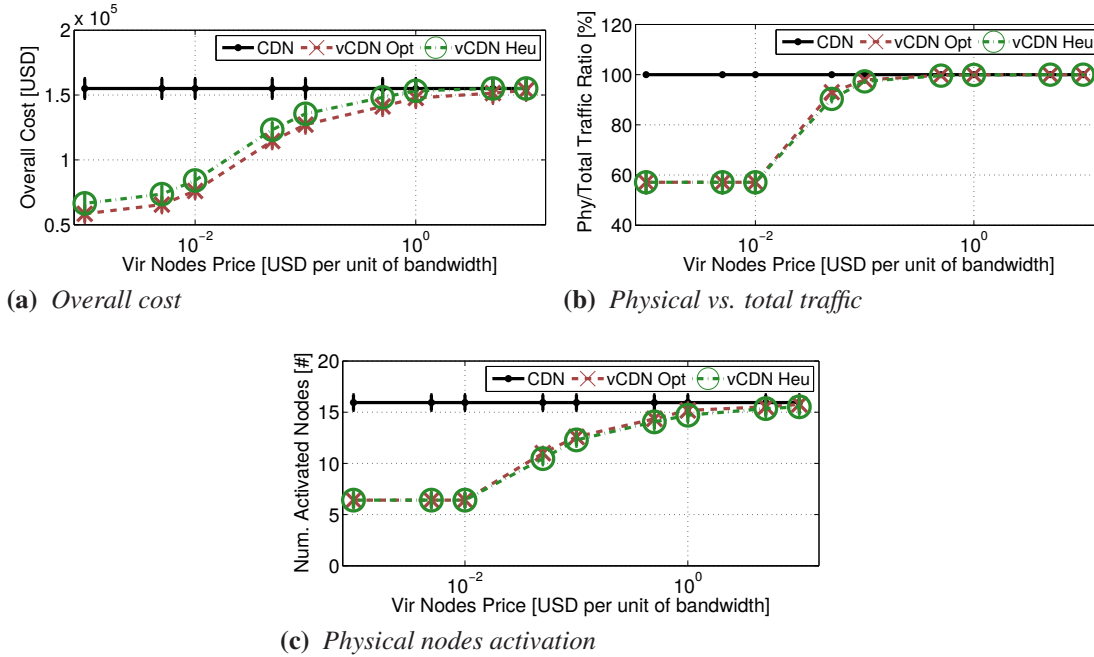 2 x 10^5
CDN vCDN Opt vCDN Heu
1.5
1
0.5
Overall Cost [USD]
10^-2 10^0
Vir Nodes Price [USD per unit of bandwidth]
(a) Overall cost
120
CDN vCDN Opt vCDN Heu
100
80
60
40
Phy/Total Traffic Ratio [%]
10^-2 10^0
Vir Nodes Price [USD per unit of bandwidth]
(b) Physical vs. total traffic
20
CDN vCDN Opt vCDN Heu
15
10
5
0
Num. Activated Nodes [#]
10^-2 10^0
Vir Nodes Price [USD per unit of bandwidth]
(c) Physical nodes activation